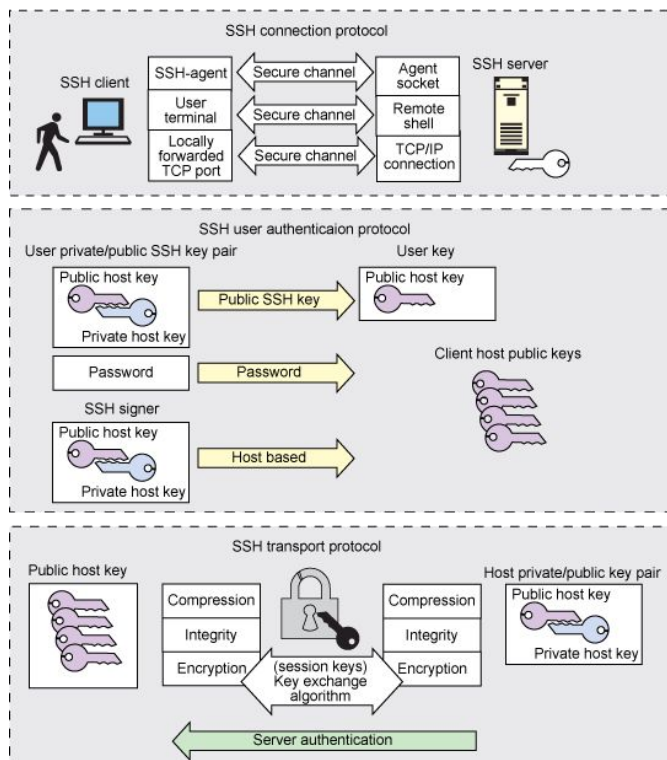 SSH connection protocol
SSH client
SSH-agent
Secure channel
Agent
socket
SSH server
User
terminal
Secure channel
Remote
shell
Locally
forwarded
TCP port
Secure channel
TCP/IP
connection
SSH user authenticaion protocol
User private/public SSH key pair
User key
Public host key
Private host key
Public SSH key
Public host key
Password
Password
Client host public keys
SSH signer
Public host key
Private host key
Host based
SSH transport protocol
Public host key
Host private/public key pair
Compression
Integrity
Encryption
(session keys)
Key exchange
algorithm
Compression
Integrity
Encryption
Public host key
Private host key
Server authentication